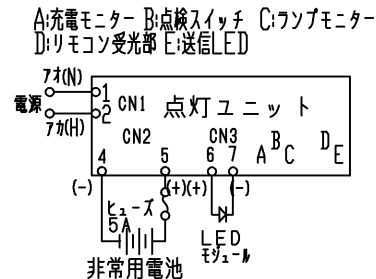 A:充電モニター B:点検スイッチ C:ランプモニター
D:リモコン受光部 E:送信LED
アオ(N)
電源
アカ(H)
1
2
CN1
点灯ユニット
CN2
CN3
A
B
C
D
E
4
5
6
7
(-)
(+)
(+)
(-)
ヒューズ
5A
LED
モジュール
非常用電池